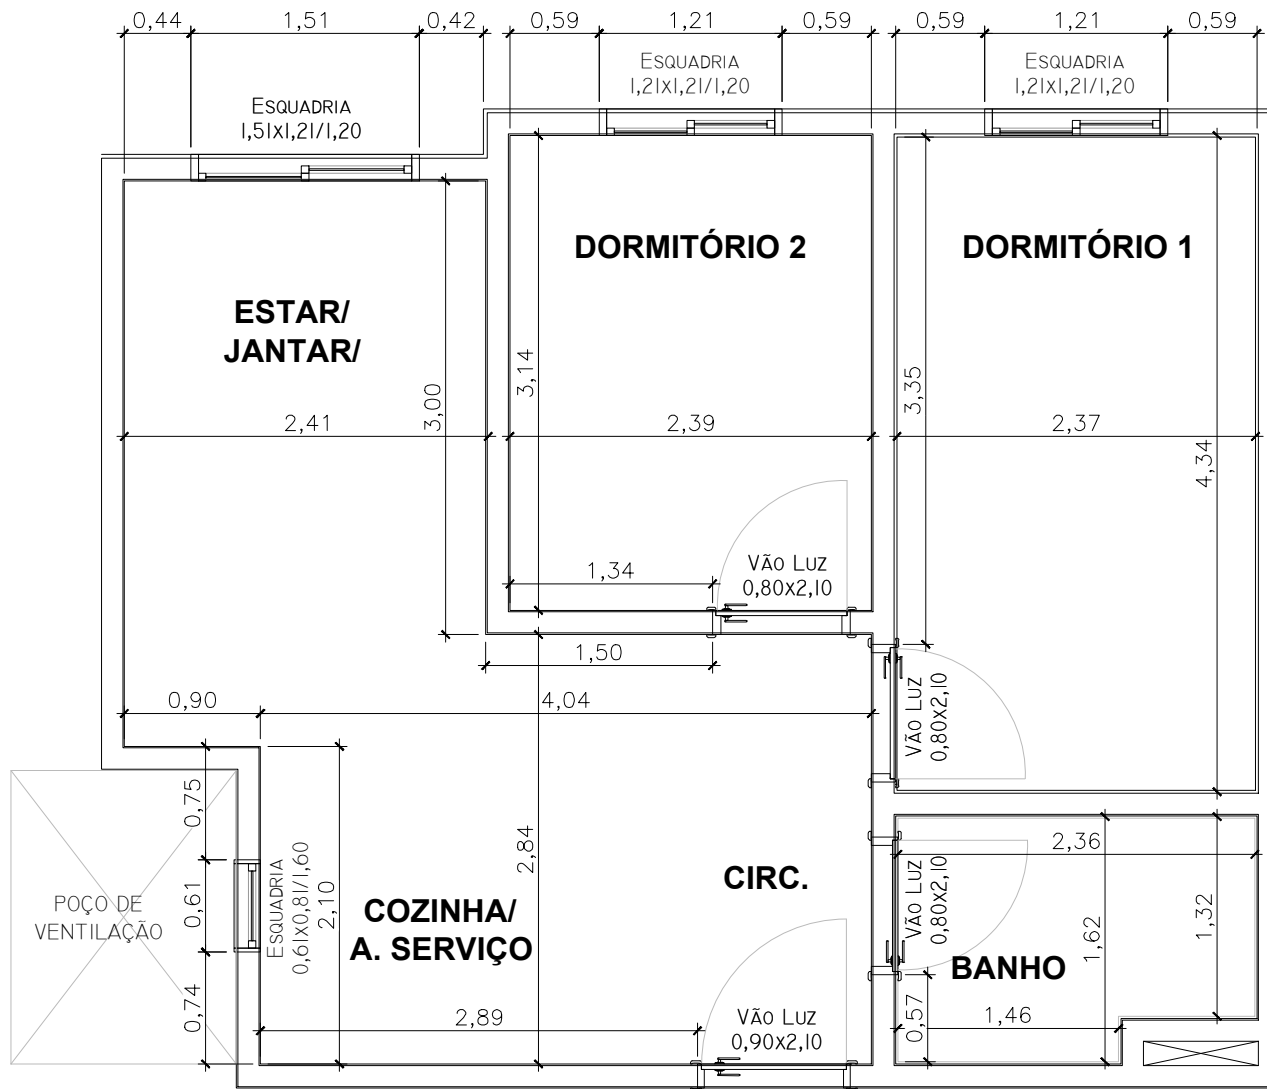 0,44
1,51
0,42
0,59
1,21
0,59
0,59
1,21
0,59
ESQUADRIA
1,51x1,21/1,20
ESQUADRIA
1,21x1,21/1,20
ESQUADRIA
1,21x1,21/1,20
DORMITÓRIO 2
DORMITÓRIO 1
ESTAR/
JANTAR/
3,14
3,35
3,00
2,41
2,39
2,37
4,34
1,34
VÃO LUZ
0,80x2,10
1,50
0,90
4,04
VÃO LUZ
0,80x2,10
0,75
2,84
2,36
ESQUADRIA
0,61x0,81/1,60
2,10
CIRC.
VÃO LUZ
0,80x2,10
0,61
POÇO DE
VENTILAÇÃO
COZINHA/
A. SERVIÇO
1,62
1,32
BANHO
0,74
2,89
VÃO LUZ
0,90x2,10
0,57
1,46